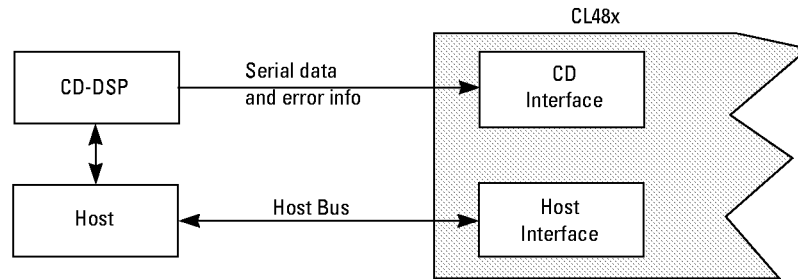 CL48x
CD-DSP
Serial data
and error info
CD
Interface
Host
Host Bus
Host
Interface